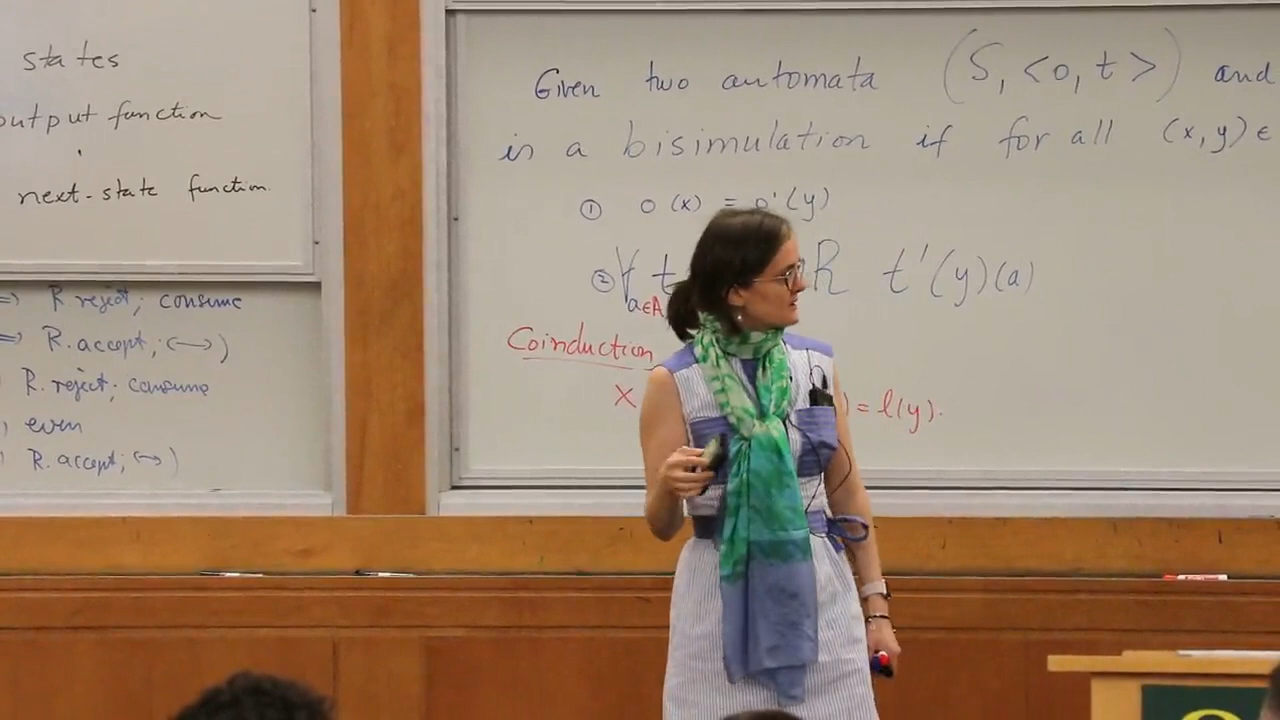 states
output function
next-state function.
=> R.reject; consume
=> R.accept; (↪)
R.reject; consume
) even
) R.accept; (↪)
Given two automata (S, <o, t>) and
is a bisimulation if for all (x,y) ∈
① o (x) = o'(y)
② ∀ t R t'(y)(a)
a∈A
Coinduction
x ) = l(y).